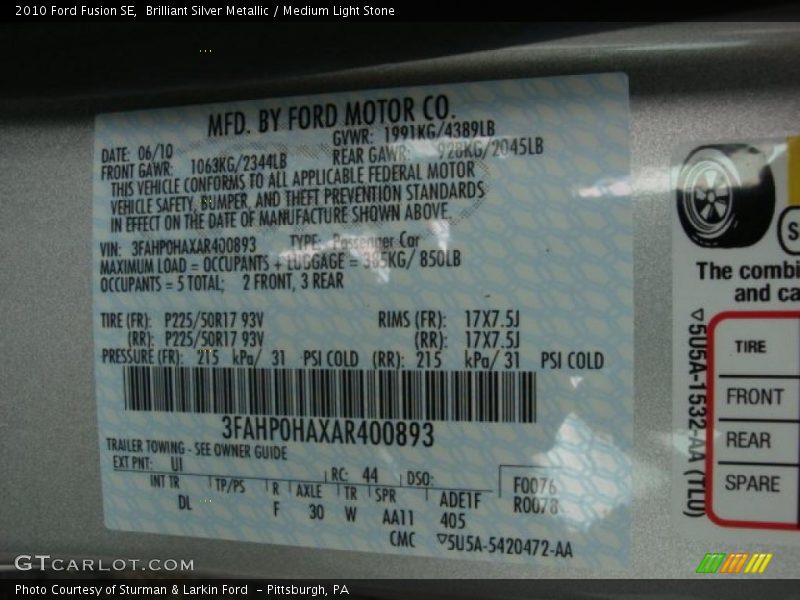 2010 Ford Fusion SE, Brilliant Silver Metallic / Medium Light Stone
MFD. BY FORD MOTOR CO.
DATE: 06/10 GVWR: 1991KG/4389LB
FRONT GAWR: 1063KG/2344LB REAR GAWR: 928KG/2045LB
THIS VEHICLE CONFORMS TO ALL APPLICABLE FEDERAL MOTOR
VEHICLE SAFETY, BUMPER, AND THEFT PREVENTION STANDARDS
IN EFFECT ON THE DATE OF MANUFACTURE SHOWN ABOVE.
VIN: 3FAHP0HAXAR400893 TYPE: Passenger Car
MAXIMUM LOAD = OCCUPANTS + LUGGAGE = 385KG/ 850LB
OCCUPANTS = 5 TOTAL; 2 FRONT, 3 REAR
TIRE (FR): P225/50R17 93V RIMS (FR): 17X7.5J
(RR): P225/50R17 93V (RR): 17X7.5J
PRESSURE (FR): 215 kPa/ 31 PSI COLD (RR): 215 kPa/ 31 PSI COLD
3FAHP0HAXAR400893
TRAILER TOWING - SEE OWNER GUIDE
EXT PNT: UI RC: 44 DSO: F0076
INT TR TP/PS R AXLE TR SPR ADE1F R0078
DL F 30 W AA11 405
CMC ▽5U5A-5420472-AA
S
The combi
and ca
▽5U5A-1532-AA (TL0)
TIRE
FRONT
REAR
SPARE
GTCARLOT.COM
Photo Courtesy of Sturman & Larkin Ford - Pittsburgh, PA